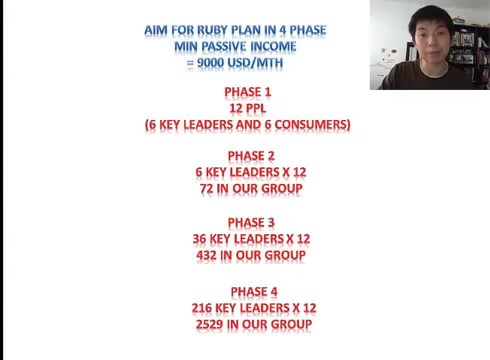 AIM FOR RUBY PLAN IN 4 PHASE
MIN PASSIVE INCOME
= 9000 USD/MTH
PHASE 1
12 PPL
(6 KEY LEADERS AND 6 CONSUMERS)
PHASE 2
6 KEY LEADERS X 12
72 IN OUR GROUP
PHASE 3
36 KEY LEADERS X 12
432 IN OUR GROUP
PHASE 4
216 KEY LEADERS X 12
2529 IN OUR GROUP